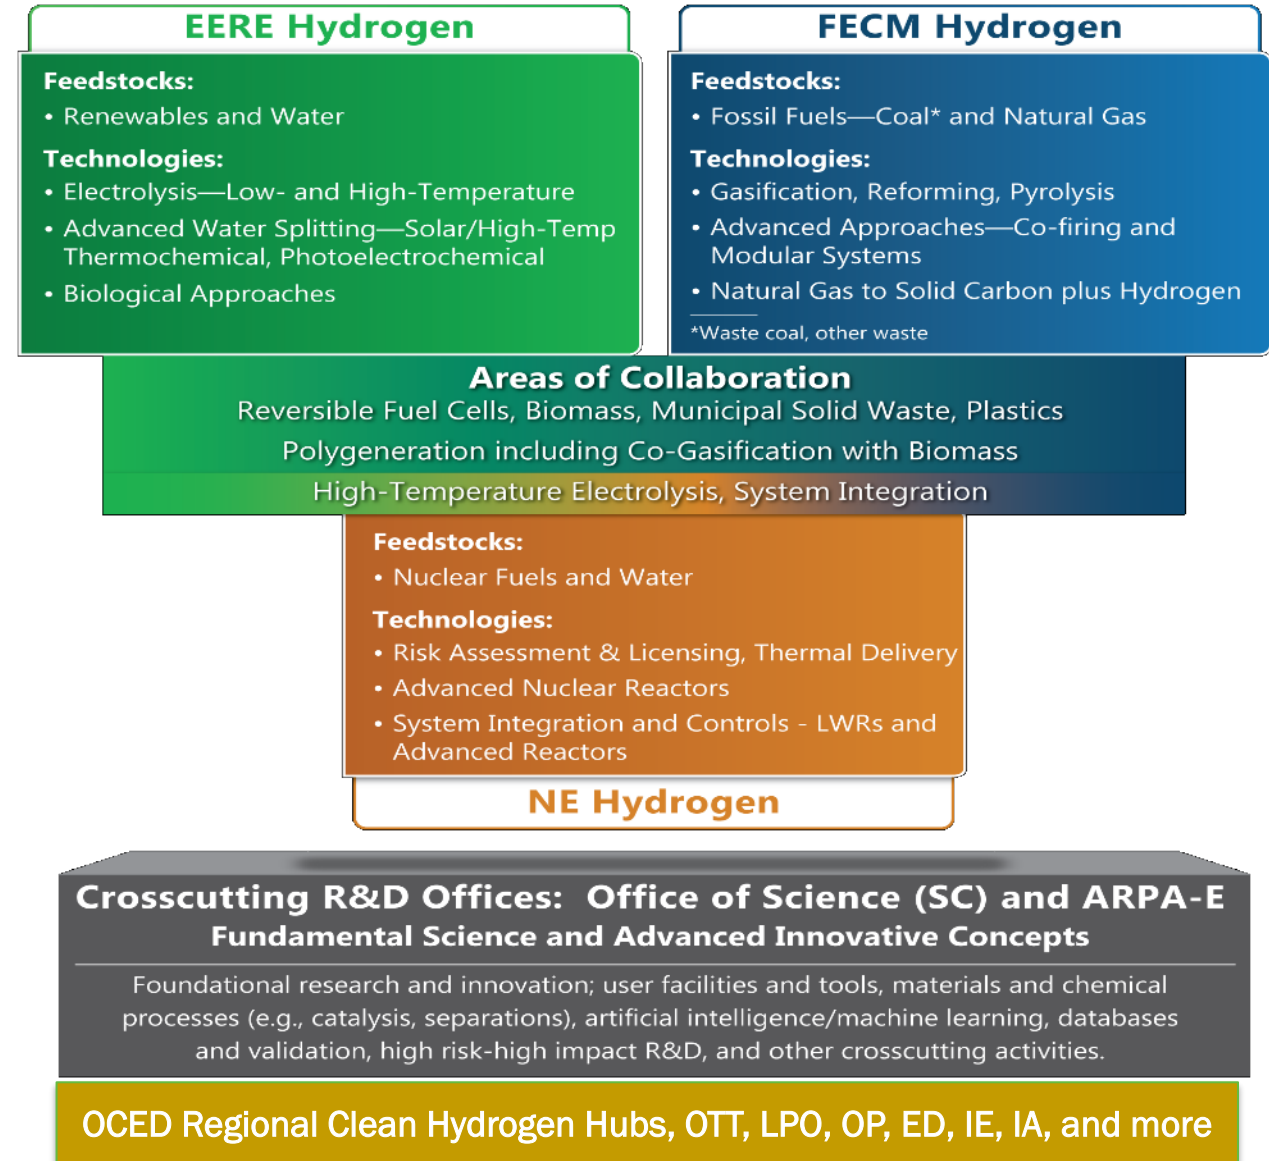 EERE Hydrogen
Feedstocks:
• Renewables and Water
Technologies:
• Electrolysis—Low- and High-Temperature
• Advanced Water Splitting—Solar/High-Temp
Thermochemical, Photoelectrochemical
• Biological Approaches
FECM Hydrogen
Feedstocks:
• Fossil Fuels—Coal* and Natural Gas
Technologies:
• Gasification, Reforming, Pyrolysis
• Advanced Approaches—Co-firing and
Modular Systems
• Natural Gas to Solid Carbon plus Hydrogen
*Waste coal, other waste
Areas of Collaboration
Reversible Fuel Cells, Biomass, Municipal Solid Waste, Plastics
Polygeneration including Co-Gasification with Biomass
High-Temperature Electrolysis, System Integration
Feedstocks:
• Nuclear Fuels and Water
Technologies:
• Risk Assessment & Licensing, Thermal Delivery
• Advanced Nuclear Reactors
• System Integration and Controls - LWRs and
Advanced Reactors
NE Hydrogen
Crosscutting R&D Offices: Office of Science (SC) and ARPA-E
Fundamental Science and Advanced Innovative Concepts
Foundational research and innovation; user facilities and tools, materials and chemical
processes (e.g., catalysis, separations), artificial intelligence/machine learning, databases
and validation, high risk-high impact R&D, and other crosscutting activities.
OCED Regional Clean Hydrogen Hubs, OTT, LPO, OP, ED, IE, IA, and more